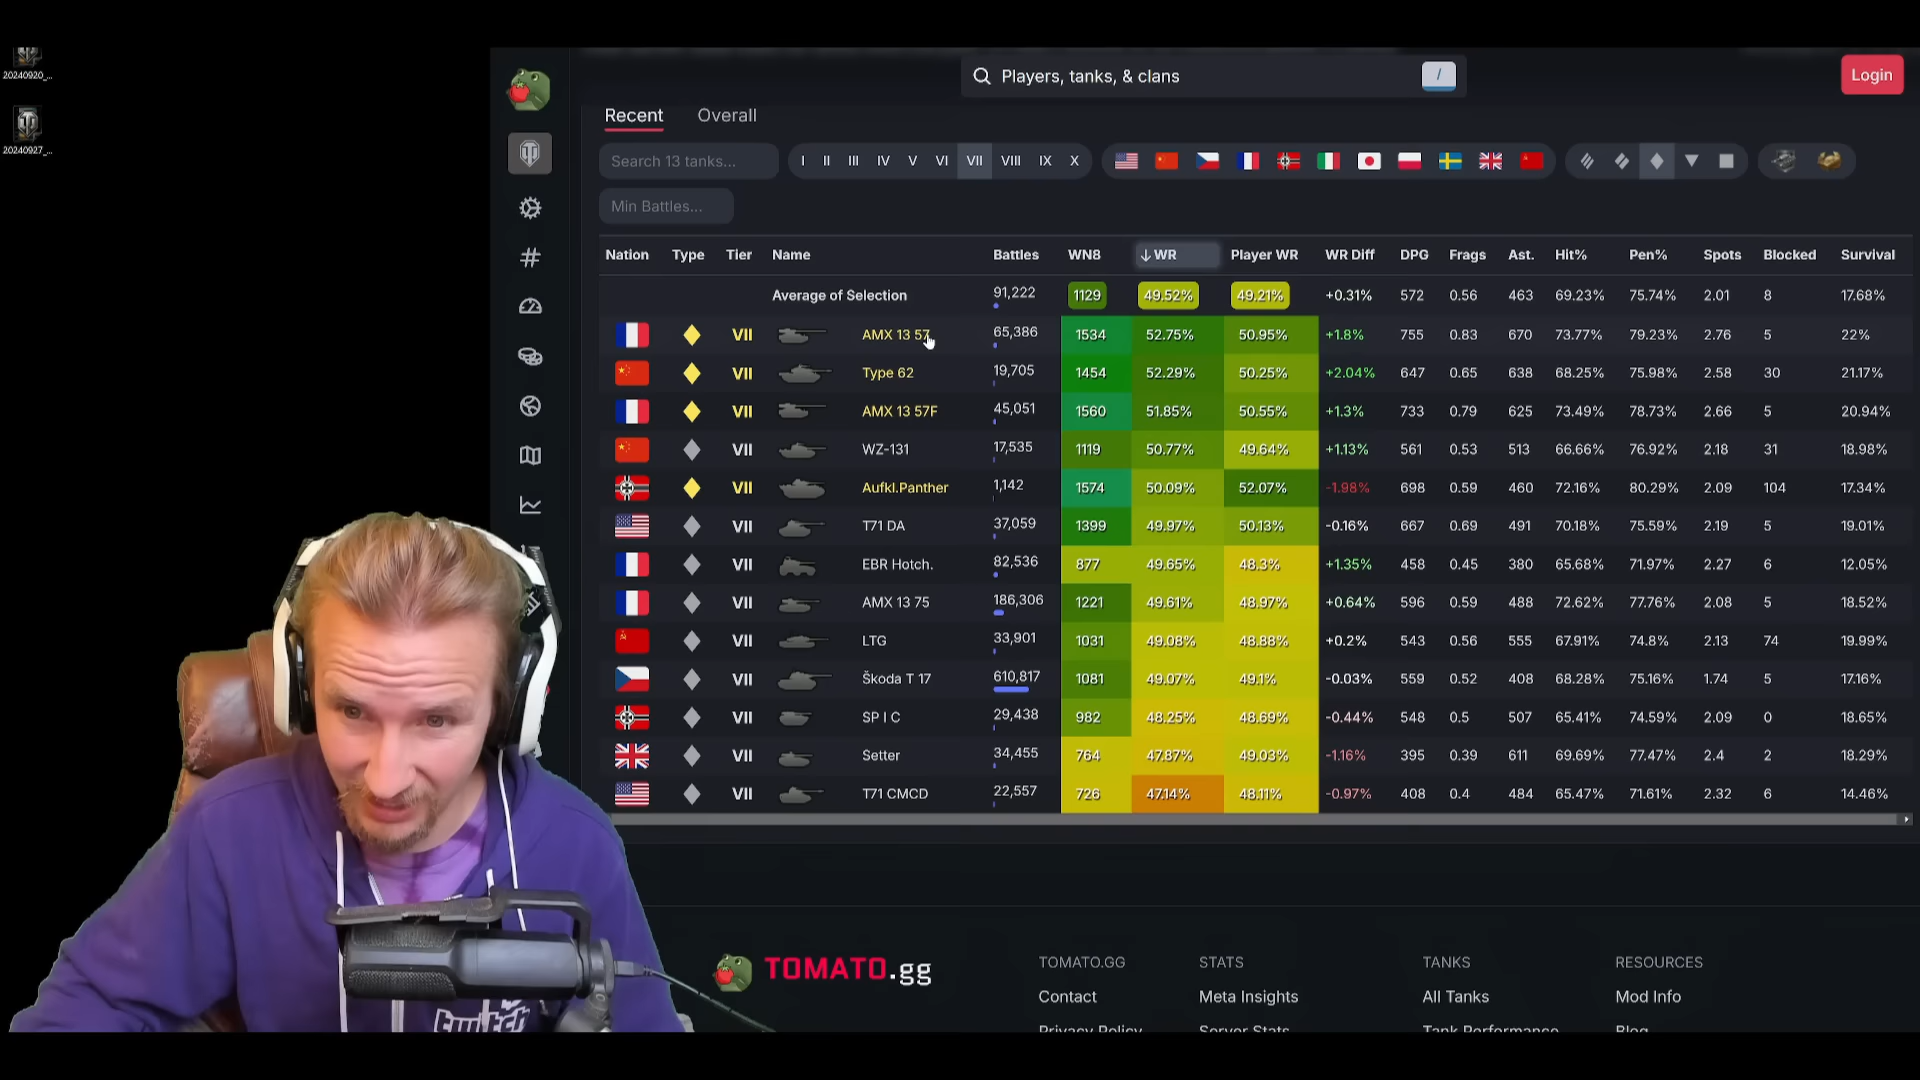 20240920_...
20240927_...
Players, tanks, & clans
/
Login
Recent Overall
Search 13 tanks...
I II III IV V VI VII VIII IX X
Min Battles...
Nation Type Tier Name Battles WN8 ↓ WR Player WR WR Diff DPG Frags Ast. Hit% Pen% Spots Blocked Survival
Average of Selection 91,222 1129 49.52% 49.21% +0.31% 572 0.56 463 69.23% 75.74% 2.01 8 17.68%
VII AMX 13 57 65,386 1534 52.75% 50.95% +1.8% 755 0.83 670 73.77% 79.23% 2.76 5 22%
VII Type 62 19,705 1454 52.29% 50.25% +2.04% 647 0.65 638 68.25% 75.98% 2.58 30 21.17%
VII AMX 13 57F 45,051 1560 51.85% 50.55% +1.3% 733 0.79 625 73.49% 78.73% 2.66 5 20.94%
VII WZ-131 17,535 1119 50.77% 49.64% +1.13% 561 0.53 513 66.66% 76.92% 2.18 31 18.98%
VII Aufkl.Panther 1,142 1574 50.09% 52.07% -1.98% 698 0.59 460 72.16% 80.29% 2.09 104 17.34%
VII T71 DA 37,059 1399 49.97% 50.13% -0.16% 667 0.69 491 70.18% 75.59% 2.19 5 19.01%
VII EBR Hotch. 82,536 877 49.65% 48.3% +1.35% 458 0.45 380 65.68% 71.97% 2.27 6 12.05%
VII AMX 13 75 186,306 1221 49.61% 48.97% +0.64% 596 0.59 488 72.62% 77.76% 2.08 5 18.52%
VII LTG 33,901 1031 49.08% 48.88% +0.2% 543 0.56 555 67.91% 74.8% 2.13 74 19.99%
VII Škoda T 17 610,817 1081 49.07% 49.1% -0.03% 559 0.52 408 68.28% 75.16% 1.74 5 17.16%
VII SP I C 29,438 982 48.25% 48.69% -0.44% 548 0.5 507 65.41% 74.59% 2.09 0 18.65%
VII Setter 34,455 764 47.87% 49.03% -1.16% 395 0.39 611 69.69% 77.47% 2.4 2 18.29%
VII T71 CMCD 22,557 726 47.14% 48.11% -0.97% 408 0.4 484 65.47% 71.61% 2.32 6 14.46%
TOMATO.gg
TOMATO.GG STATS TANKS RESOURCES
Contact Meta Insights All Tanks Mod Info
Privacy Policy Server Stats Tank Performance Blog
twitch